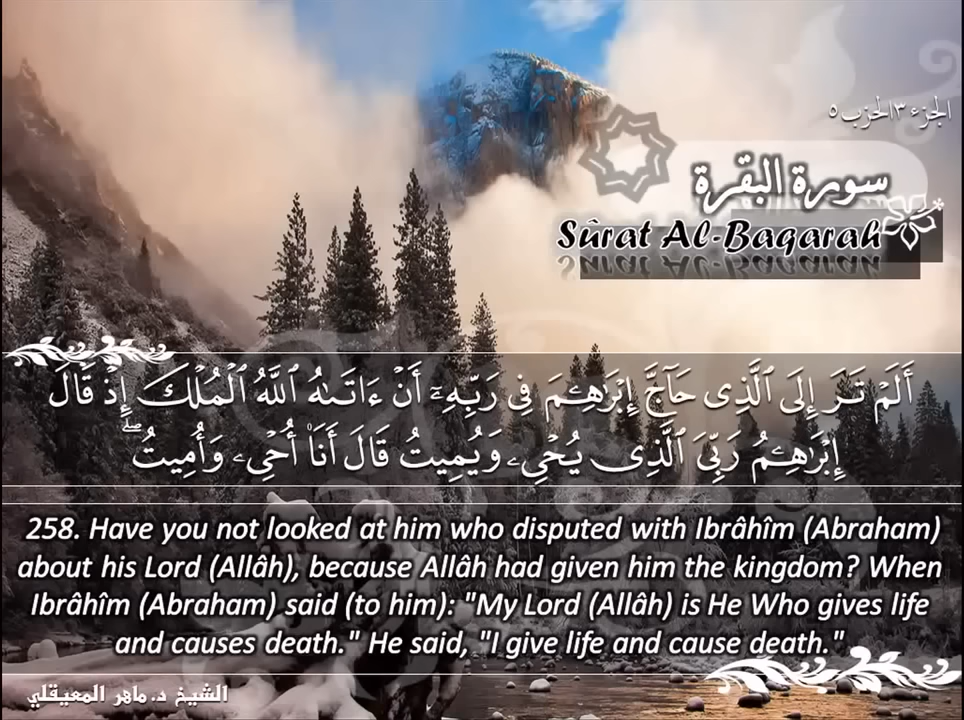 الجزء٣الحزب٥
سورة البقرة
Sûrat Al-Baqarah
أَلَمْ تَرَ إِلَى ٱلَّذِى حَآجَّ إِبْرَٰهِـۧمَ فِى رَبِّهِۦٓ أَنْ ءَاتَىٰهُ ٱللَّهُ ٱلْمُلْكَ إِذْ قَالَ
إِبْرَٰهِـۧمُ رَبِّىَ ٱلَّذِى يُحْىِۦ وَيُمِيتُ قَالَ أَنَا۠ أُحْىِۦ وَأُمِيتُ ۖ
258. Have you not looked at him who disputed with Ibrâhîm (Abraham)
about his Lord (Allâh), because Allâh had given him the kingdom? When
Ibrâhîm (Abraham) said (to him): "My Lord (Allâh) is He Who gives life
and causes death." He said, "I give life and cause death."
الشيخ د. ماهر المعيقلي